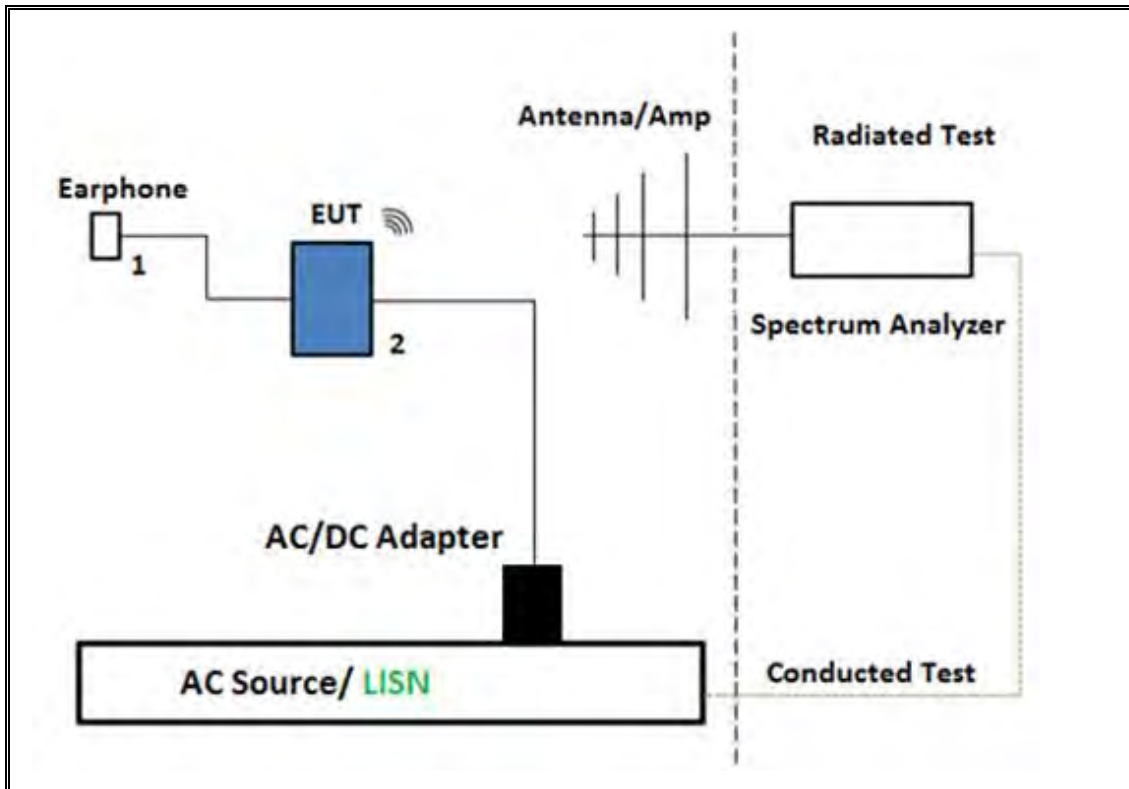 Antenna/Amp
Radiated Test
Earphone
EUT
1
2
Spectrum Analyzer
AC/DC Adapter
AC Source/ LISN
Conducted Test